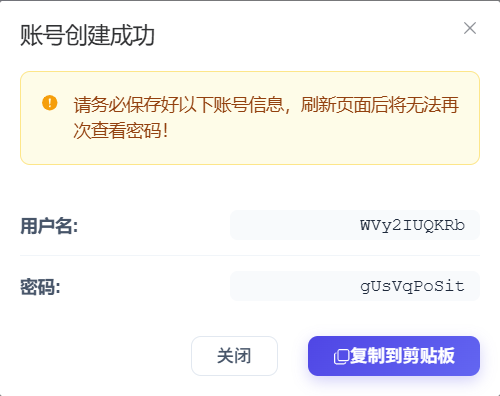 账号创建成功
请务必保存好以下账号信息，刷新页面后将无法再
次查看密码！
用户名: WVy2IUQKRb
密码: gUsVqPoSit
关闭 复制到剪贴板